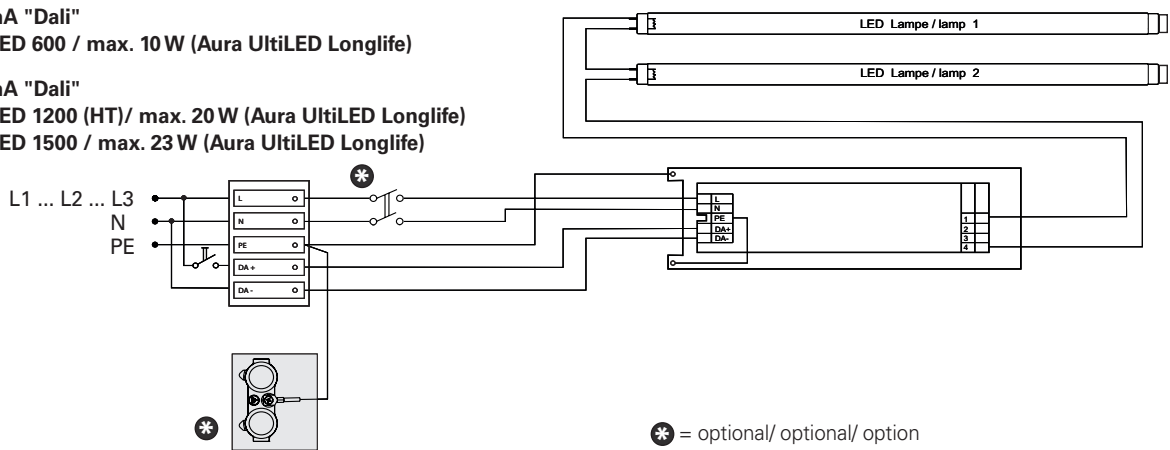 nA "Dali"
ED 600 / max. 10 W (Aura UltiLED Longlife)
nA "Dali"
ED 1200 (HT)/ max. 20 W (Aura UltiLED Longlife)
ED 1500 / max. 23 W (Aura UltiLED Longlife)
LED Lampe / lamp 1
LED Lampe / lamp 2
L1 ... L2 ... L3
N
PE
L
N
PE
DA +
DA -
L
N
PE
DA+
DA-
1
2
3
4
= optional/ optional/ option